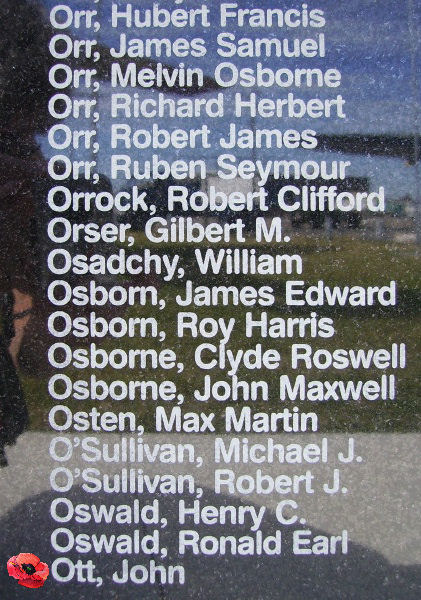 Orr, Hubert Francis
Orr, James Samuel
Orr, Melvin Osborne
Orr, Richard Herbert
Orr, Robert James
Orr, Ruben Seymour
Orrock, Robert Clifford
Orser, Gilbert M.
Osadchy, William
Osborn, James Edward
Osborn, Roy Harris
Osborne, Clyde Roswell
Osborne, John Maxwell
Osten, Max Martin
O'Sullivan, Michael J.
O'Sullivan, Robert J.
Oswald, Henry C.
Oswald, Ronald Earl
Ott, John